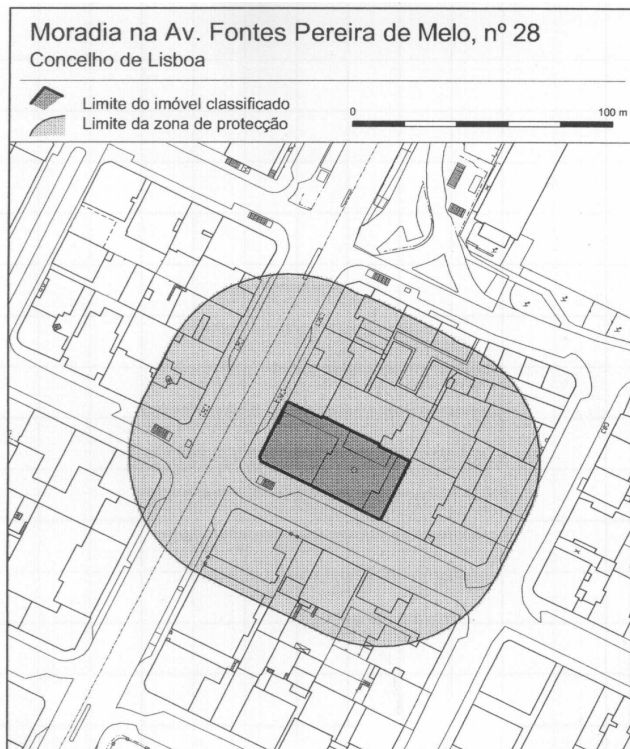 Moradia na Av. Fontes Pereira de Melo, nº 28
Concelho de Lisboa
Limite do imóvel classificado
Limite da zona de protecção
0 100 m